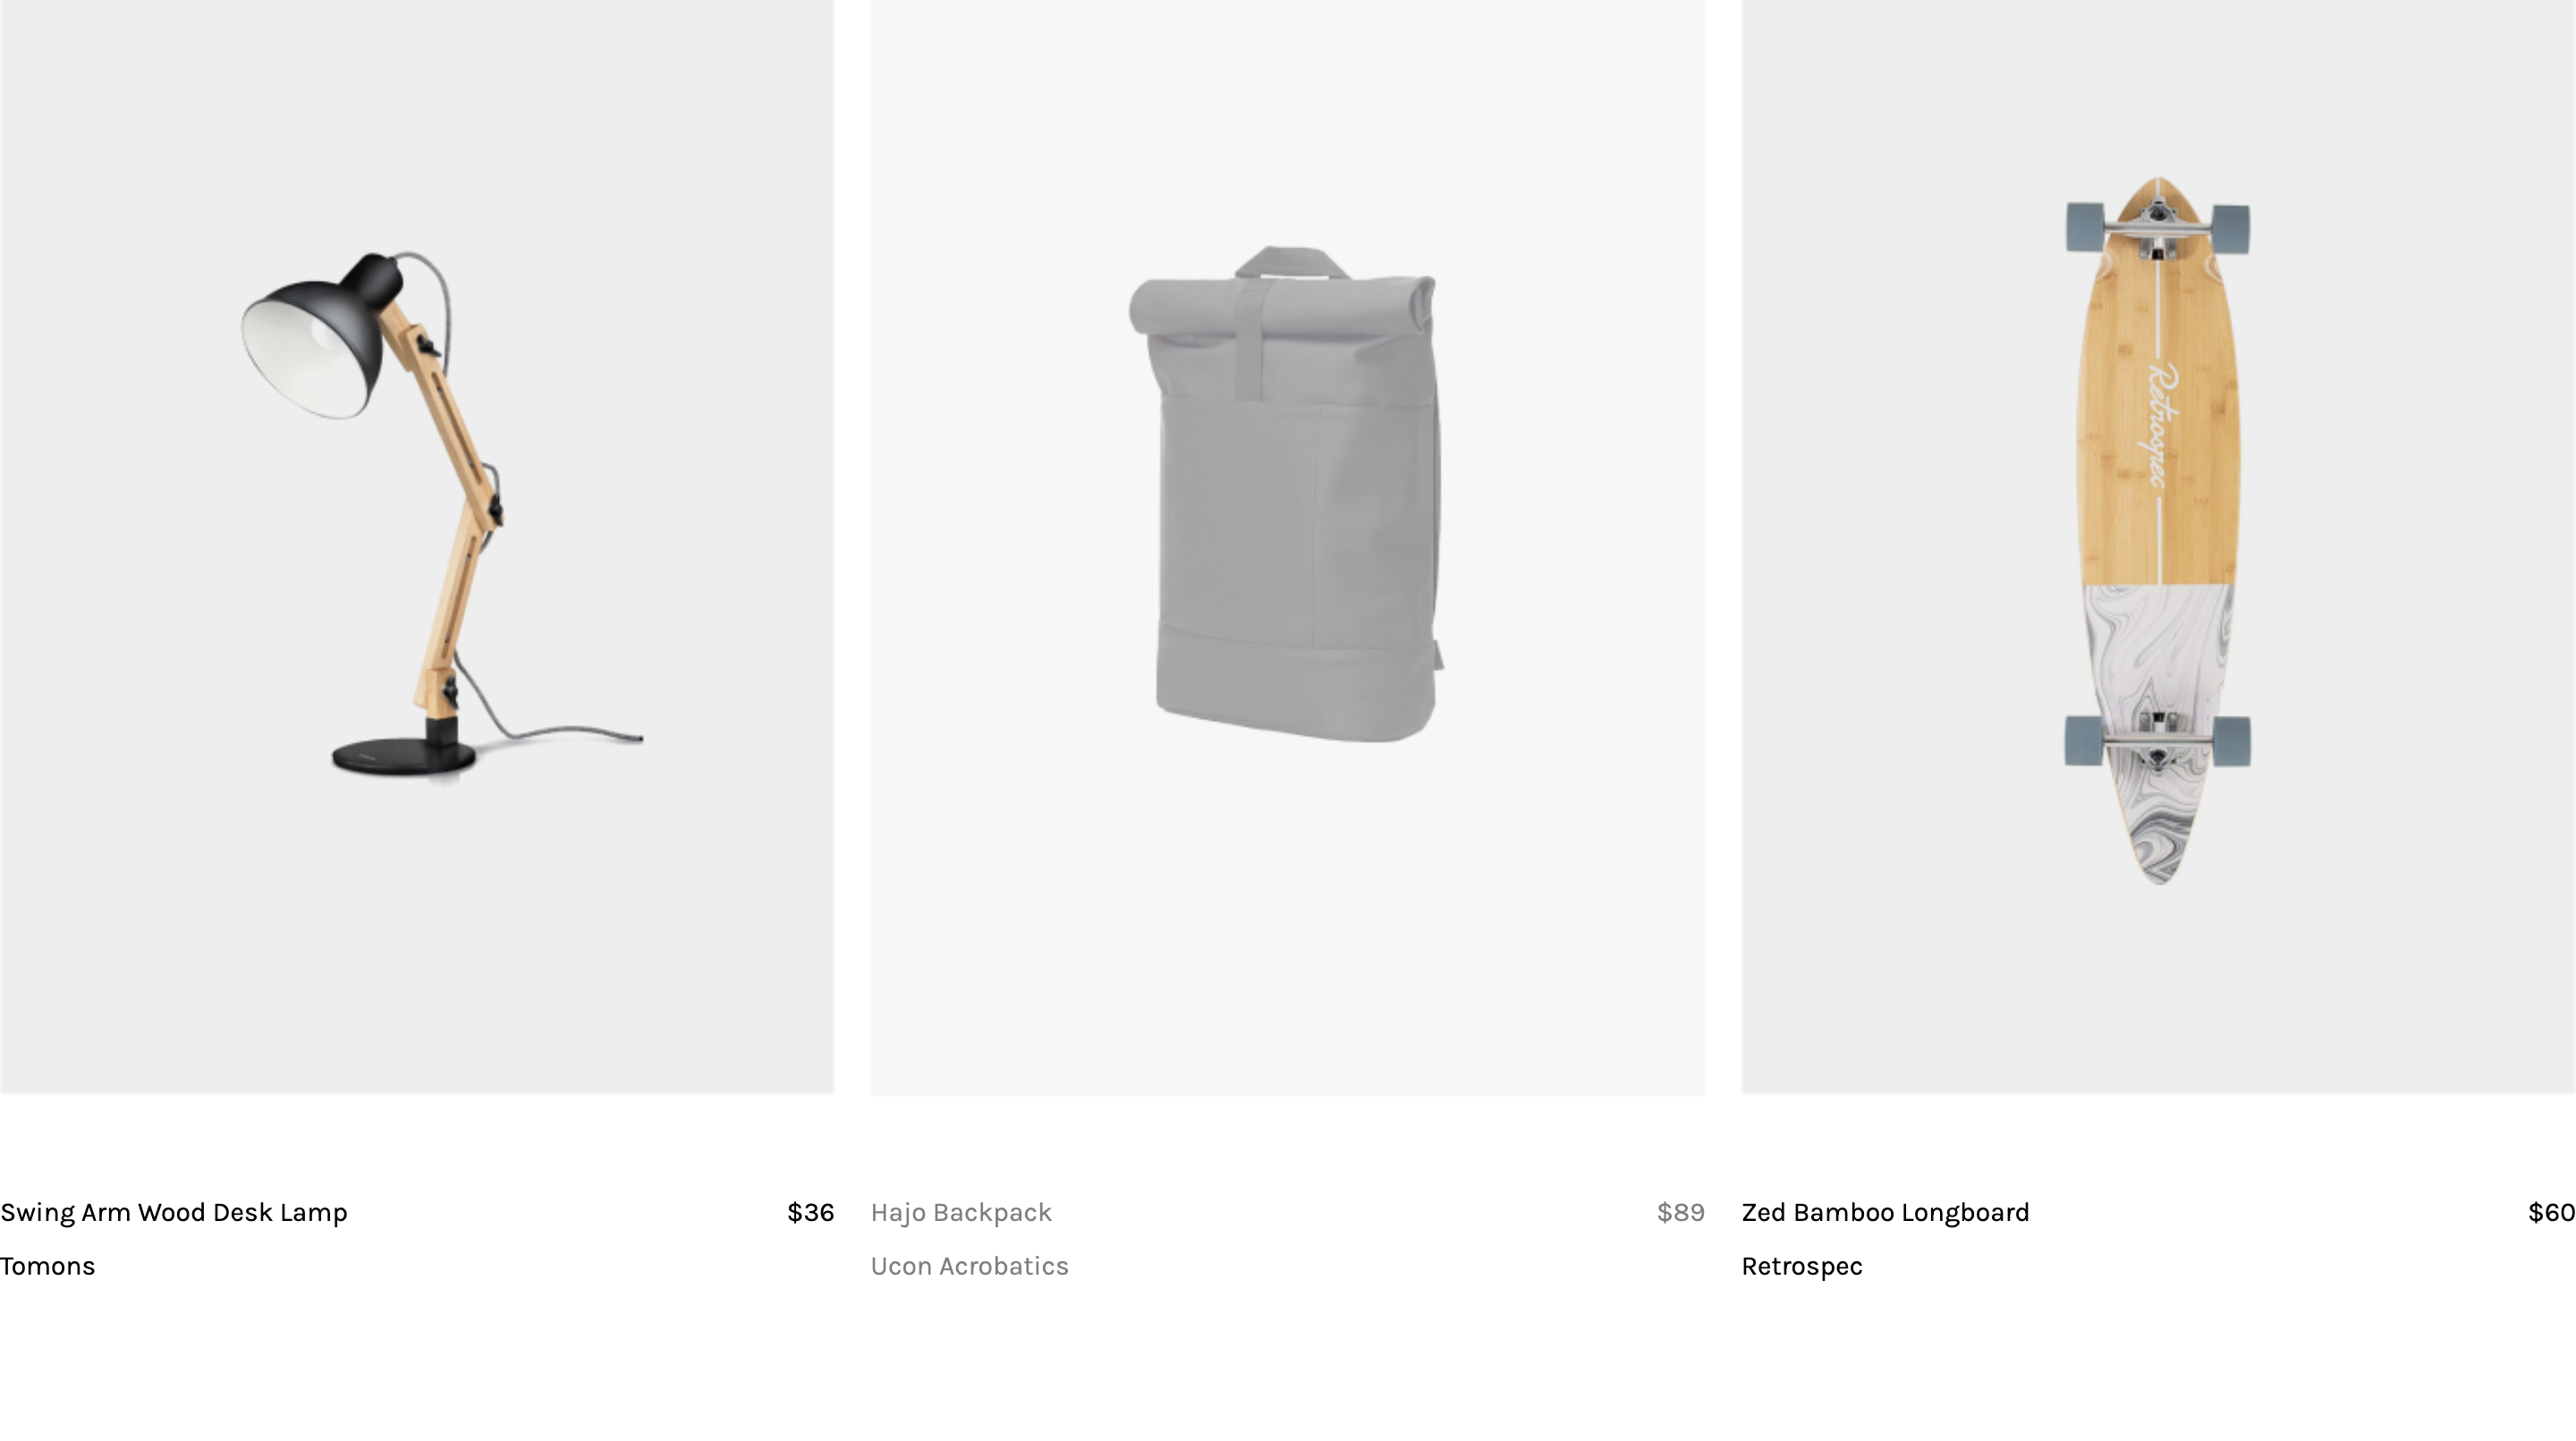 Retrospec
Swing Arm Wood Desk Lamp $36
Tomons
Hajo Backpack $89
Ucon Acrobatics
Zed Bamboo Longboard $60
Retrospec